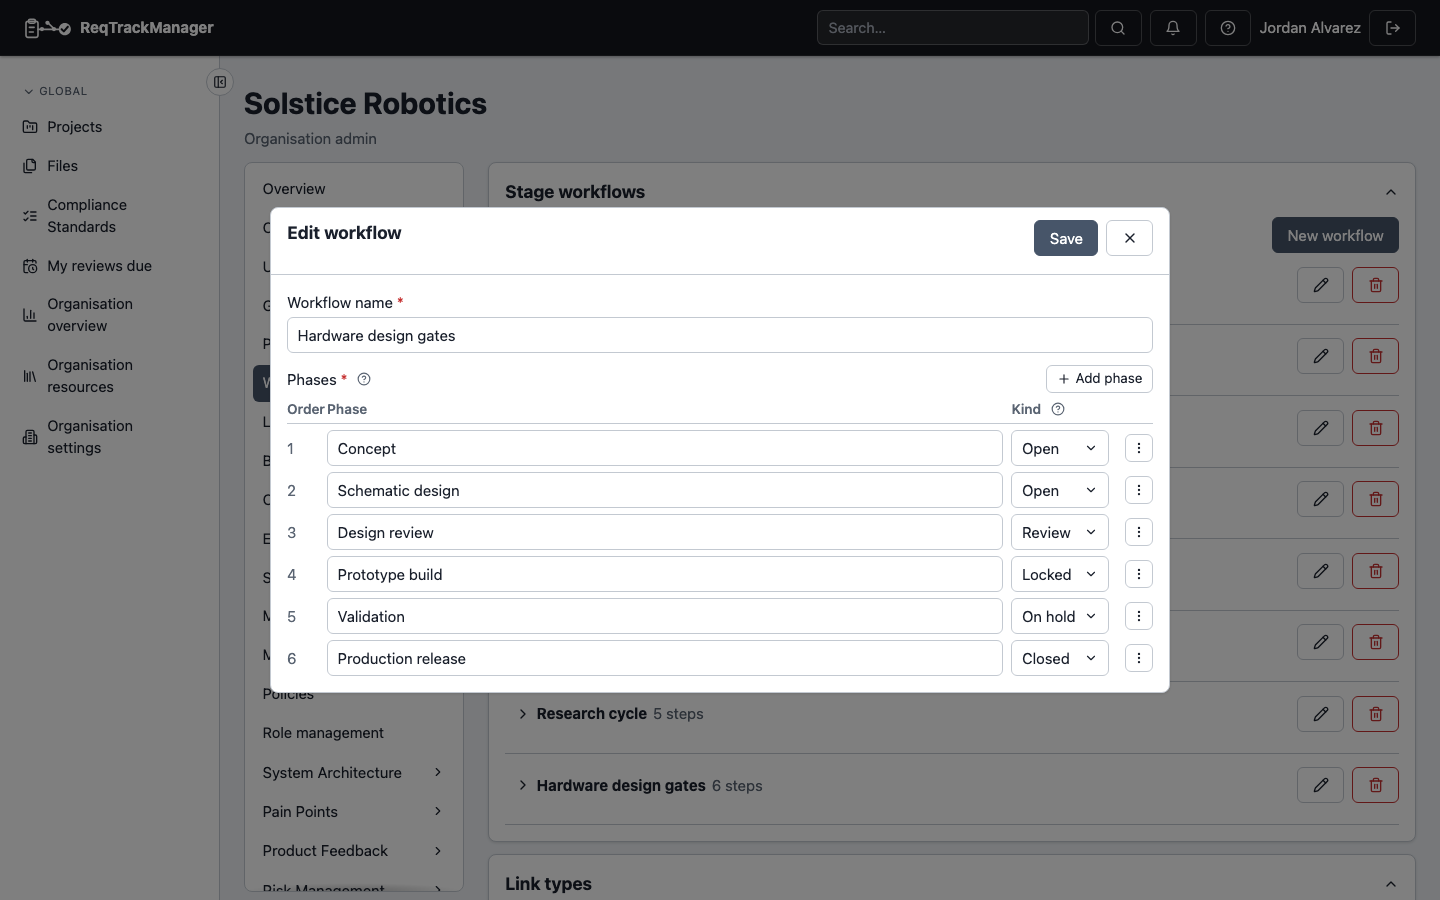 ReqTrackManager
Search...
Jordan Alvarez
GLOBAL
Projects
Files
Compliance
Standards
My reviews due
Organisation
overview
Organisation
resources
Organisation
settings
Solstice Robotics
Organisation admin
Overview
Policies
Role management
System Architecture
Pain Points
Product Feedback
Risk Management
Stage workflows
New workflow
Edit workflow
Save
Workflow name *
Hardware design gates
Phases *
Add phase
Order Phase Kind
1 Concept Open
2 Schematic design Open
3 Design review Review
4 Prototype build Locked
5 Validation On hold
6 Production release Closed
Research cycle 5 steps
Hardware design gates 6 steps
Link types